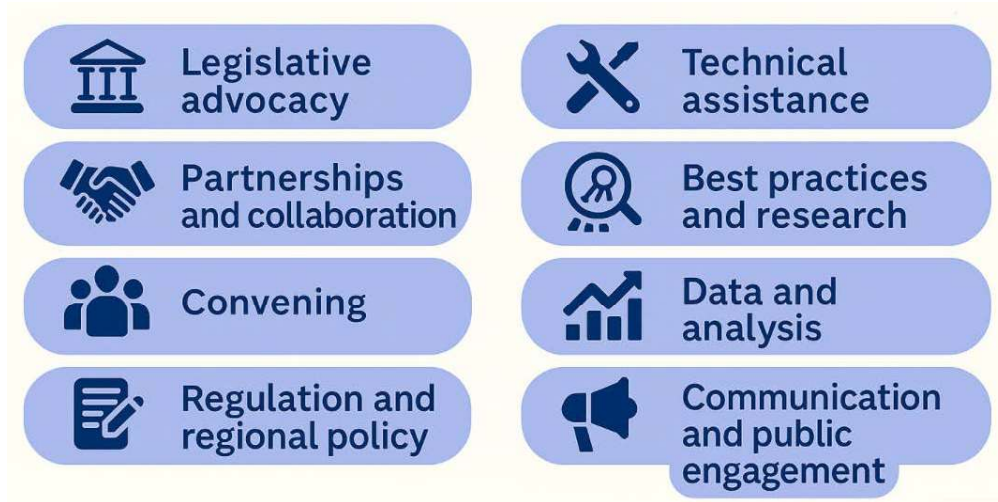 Legislative
advocacy
Partnerships
and collaboration
Convening
Regulation and
regional policy
Technical
assistance
Best practices
and research
Data and
analysis
Communication
and public
engagement